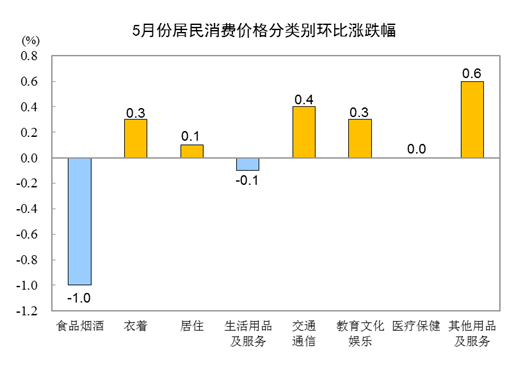 5月份居民消费价格分类别环比涨跌幅
(%)
0.8
0.6
0.4
0.2
0.0
-0.2
-0.4
-0.6
-0.8
-1.0
-1.2
-1.0
0.3
0.1
-0.1
0.4
0.3
0.0
0.6
食品烟酒
衣着
居住
生活用品
及服务
交通
通信
教育文化
娱乐
医疗保健
其他用品
及服务